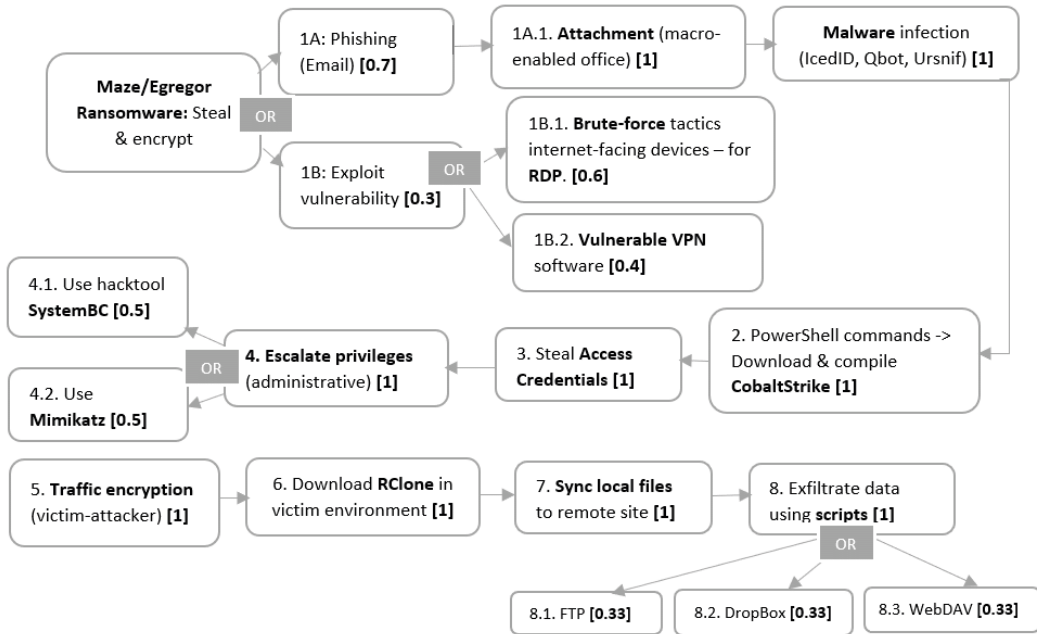 Maze/Egregor
Ransomware: Steal
& encrypt
OR
1A: Phishing
(Email) [0.7]
1A.1. Attachment (macro-
enabled office) [1]
Malware infection
(IcedID, Qbot, Ursnif) [1]
1B: Exploit
vulnerability [0.3]
OR
1B.1. Brute-force tactics
internet-facing devices – for
RDP. [0.6]
1B.2. Vulnerable VPN
software [0.4]
2. PowerShell commands ->
Download & compile
CobaltStrike [1]
3. Steal Access
Credentials [1]
4. Escalate privileges
(administrative) [1]
OR
4.1. Use hacktool
SystemBC [0.5]
4.2. Use
Mimikatz [0.5]
5. Traffic encryption
(victim-attacker) [1]
6. Download RClone in
victim environment [1]
7. Sync local files
to remote site [1]
8. Exfiltrate data
using scripts [1]
OR
8.1. FTP [0.33]
8.2. DropBox [0.33]
8.3. WebDAV [0.33]